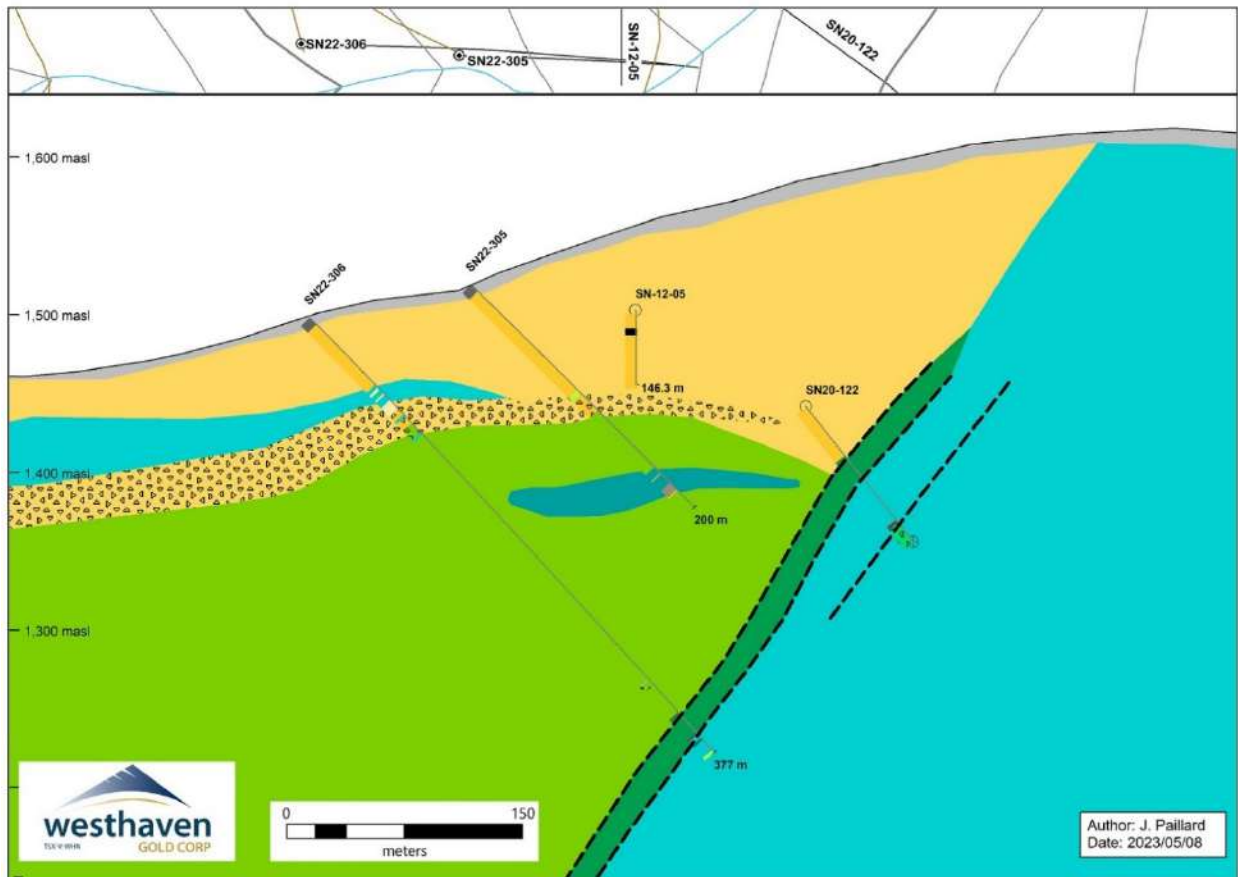 SN22-306
SN22-305
SN-12-05
SN20-122
1,600 masl
SN22-305
SN22-306
1,500 masl
SN-12-05
146.3 m
SN20-122
1,400 masl
200 m
1,300 masl
377 m
westhaven
GOLD CORP
0 150
meters
Author: J. Paillard
Date: 2023/05/08